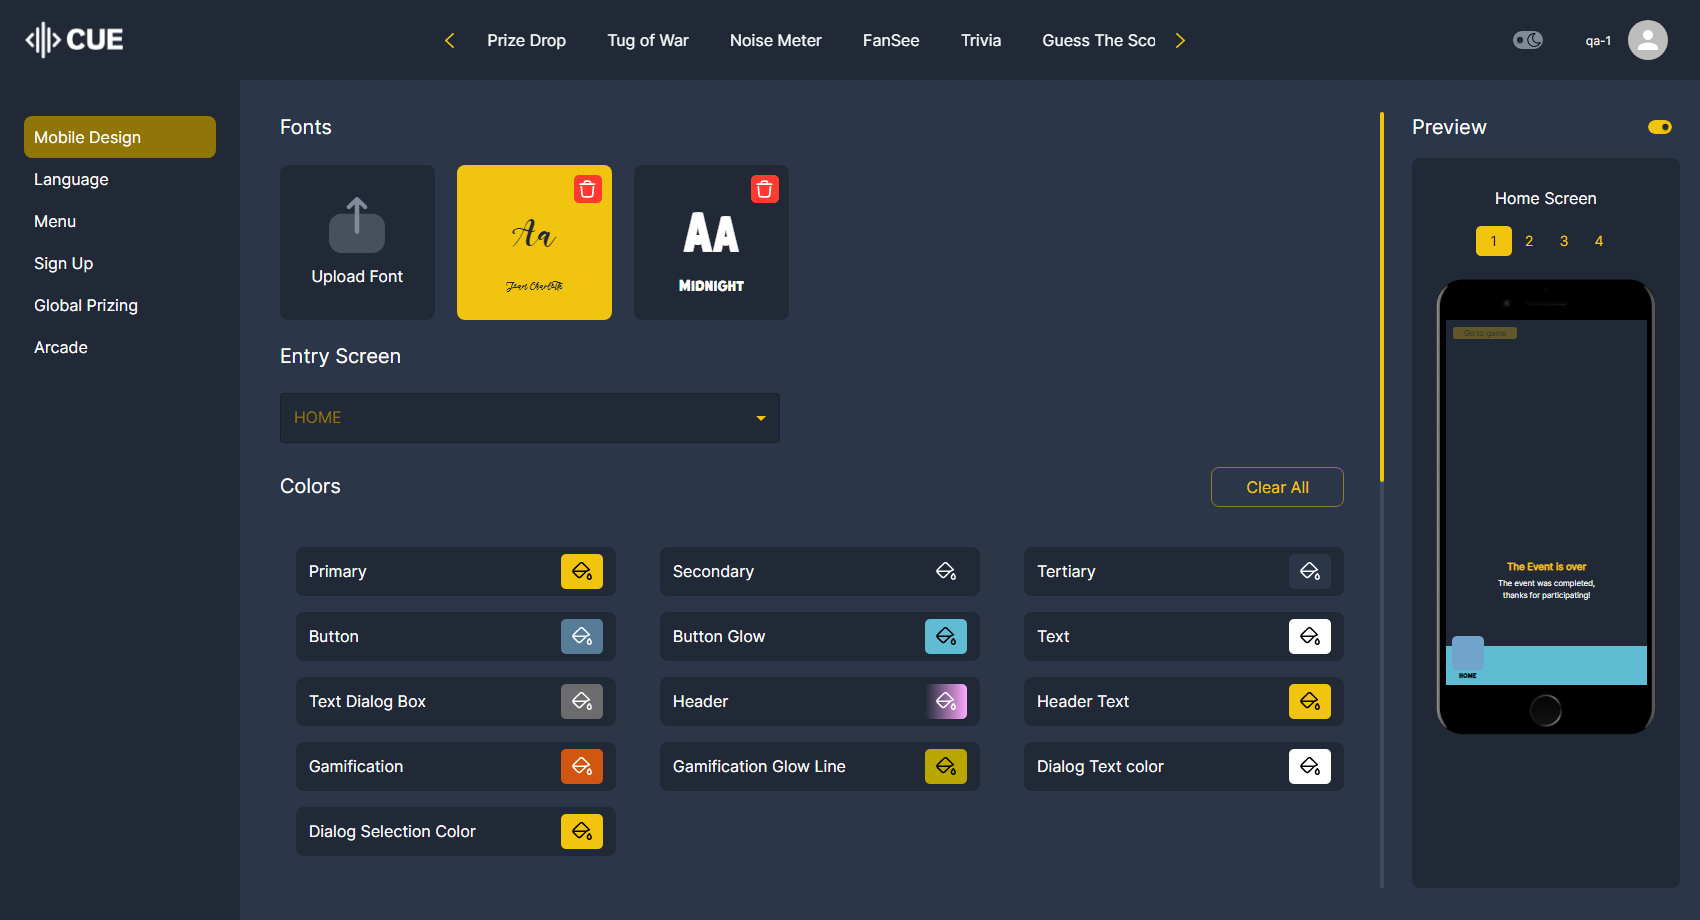 CUE
Prize Drop
Tug of War
Noise Meter
FanSee
Trivia
Guess The Sco
qa-1
Mobile Design
Language
Menu
Sign Up
Global Prizing
Arcade
Fonts
Upload Font
Aa
Jean Charlotte
AA
MIDNIGHT
Entry Screen
HOME
Colors
Clear All
Primary
Secondary
Tertiary
Button
Button Glow
Text
Text Dialog Box
Header
Header Text
Gamification
Gamification Glow Line
Dialog Text color
Dialog Selection Color
Preview
Home Screen
1 2 3 4
Go to game
The Event is over
The event was completed,
thanks for participating!
HOME